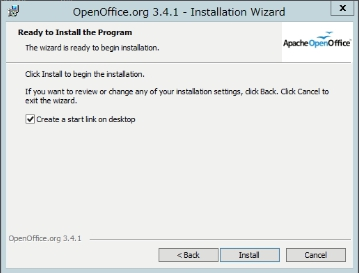 OpenOffice.org 3.4.1 - Installation Wizard
X
Ready to Install the Program
The wizard is ready to begin installation.
Apache OpenOffice
Click Install to begin the installation.
If you want to review or change any of your installation settings, click Back. Click Cancel to
exit the wizard.
Create a start link on desktop
OpenOffice.org 3.4.1
< Back
Install
Cancel